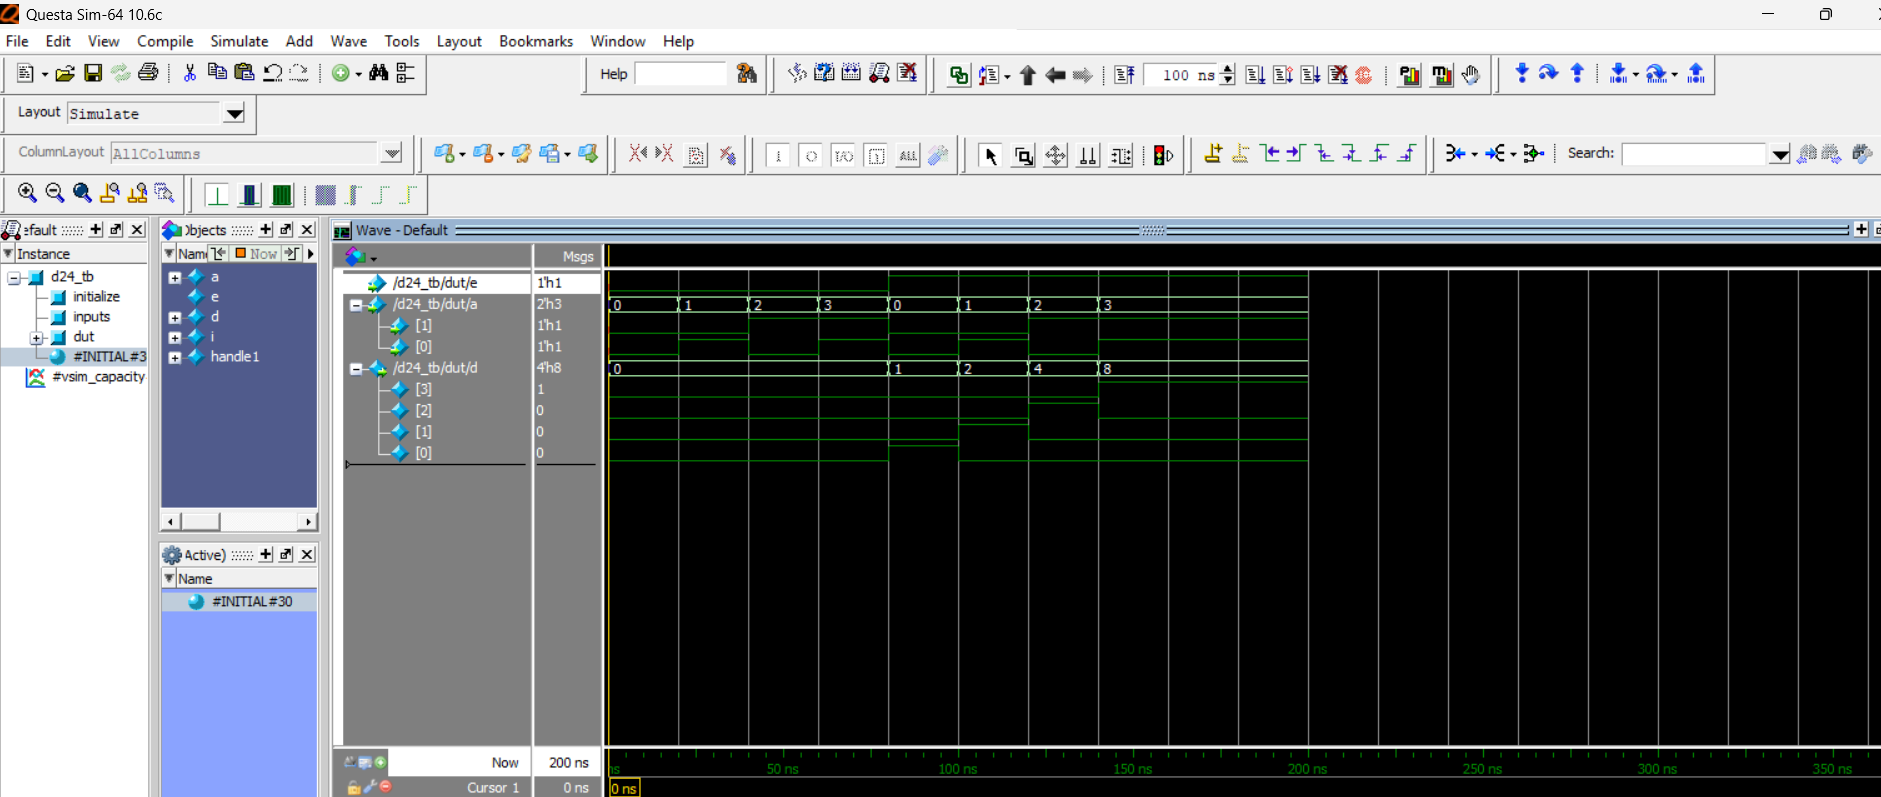 Questa Sim-64 10.6c
File Edit View Compile Simulate Add Wave Tools Layout Bookmarks Window Help
Help
100 ns
Layout Simulate
ColumnLayout AllColumns
I/O ALL
Search:
efault
Instance
d24_tb
initialize
inputs
dut
#INITIAL#3
#vsim_capacity
Objects
Name Now
a
e
d
i
handle1
Active)
Name
#INITIAL#30
Wave - Default
Msgs
/d24_tb/dut/e 1'h1
/d24_tb/dut/a 2'h3 0 1 2 3 0 1 2 3
[1] 1'h1
[0] 1'h1
/d24_tb/dut/d 4'h8 0 1 2 4 8
[3] 1
[2] 0
[1] 0
[0] 0
Now 200 ns
ns 50 ns 100 ns 150 ns 200 ns 250 ns 300 ns 350 ns
Cursor 1 0 ns 0 ns